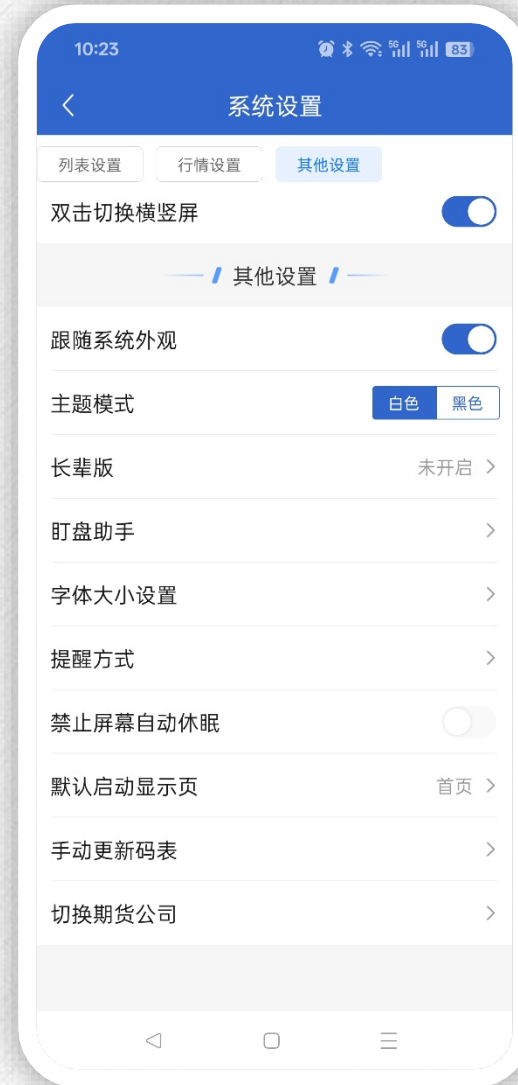 10:23
5G 5G 83
系统设置
列表设置 行情设置 其他设置
双击切换横竖屏
其他设置
跟随系统外观
主题模式 白色 黑色
长辈版 未开启
盯盘助手
字体大小设置
提醒方式
禁止屏幕自动休眠
默认启动显示页 首页
手动更新码表
切换期货公司